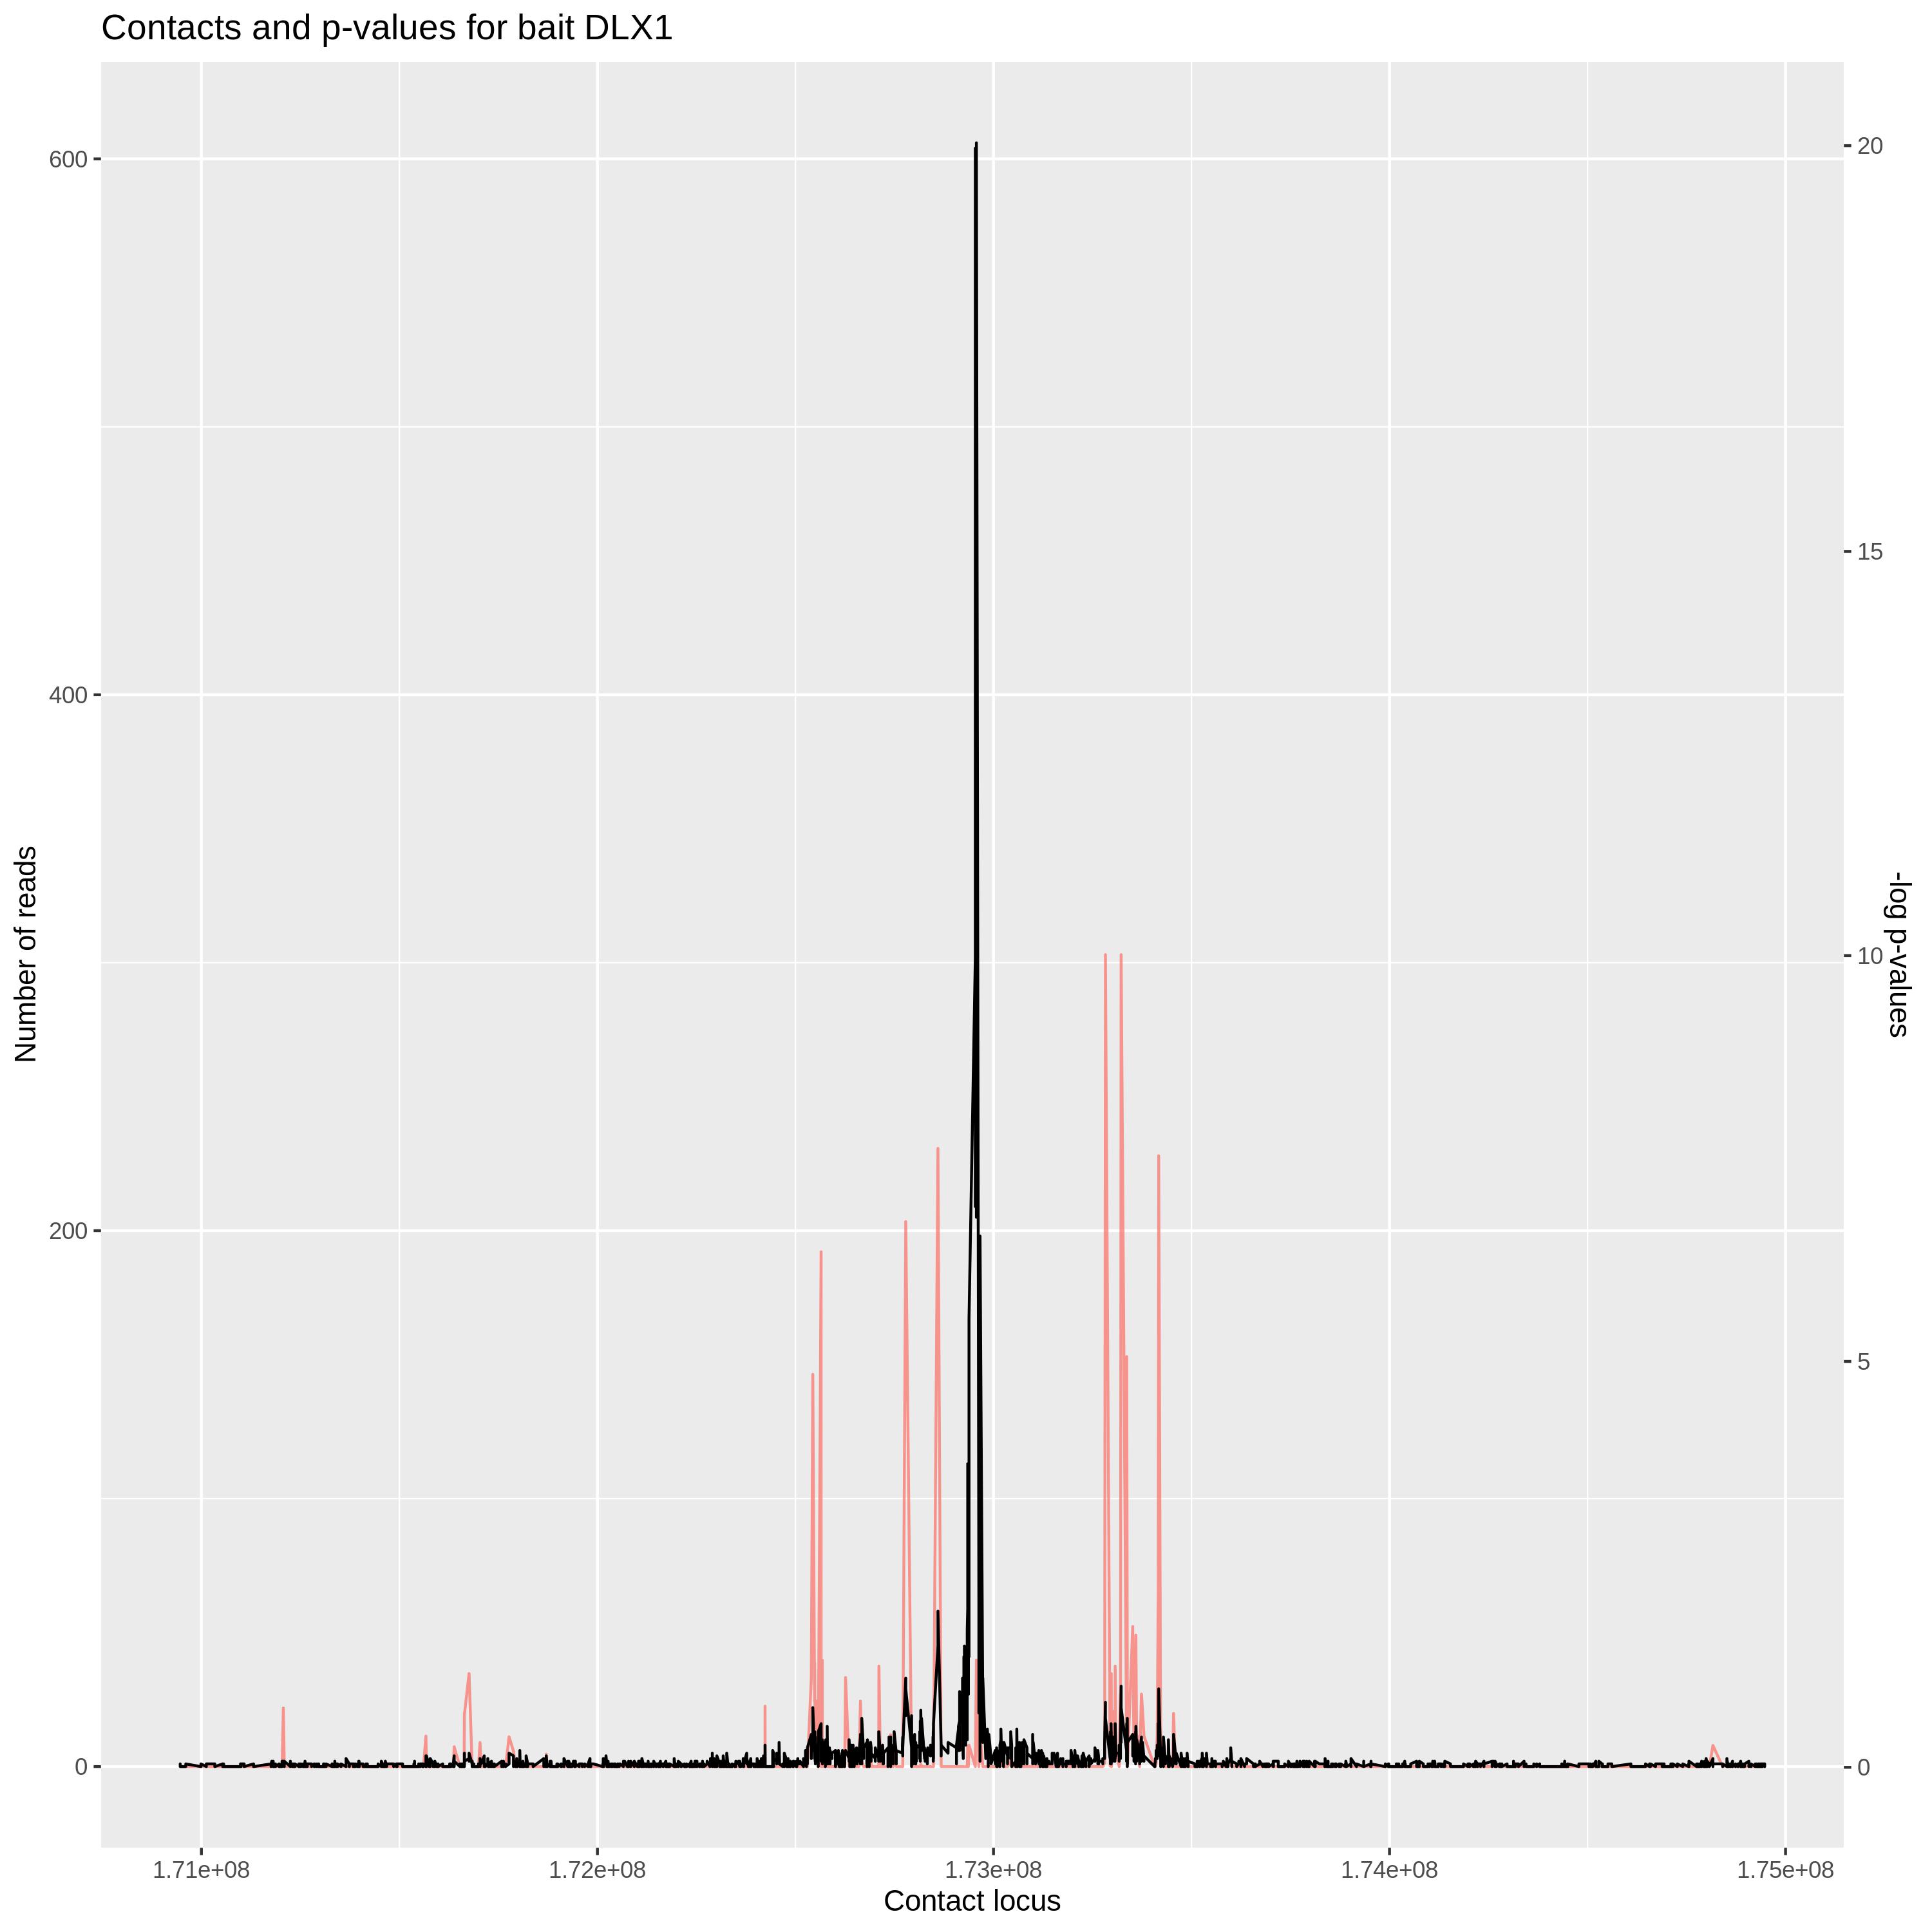 Contacts and p-values for bait DLX1
600
400
200
0
Number of reads
20
15
10
5
0
-log p-values
1.71e+08
1.72e+08
1.73e+08
1.74e+08
1.75e+08
Contact locus